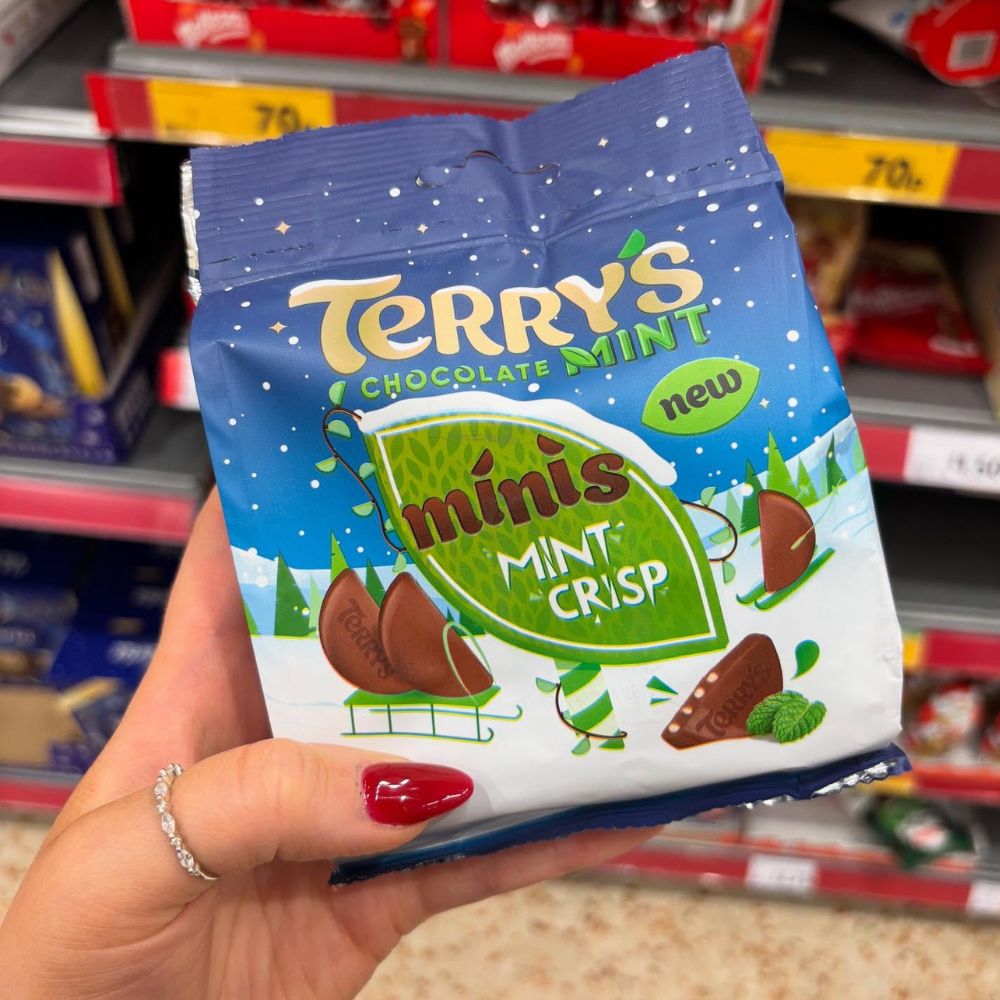 70p
70p
TERRY'S
CHOCOLATE MINT
new
minis
MINT
CRISP
TERRY'S
TERRY'S